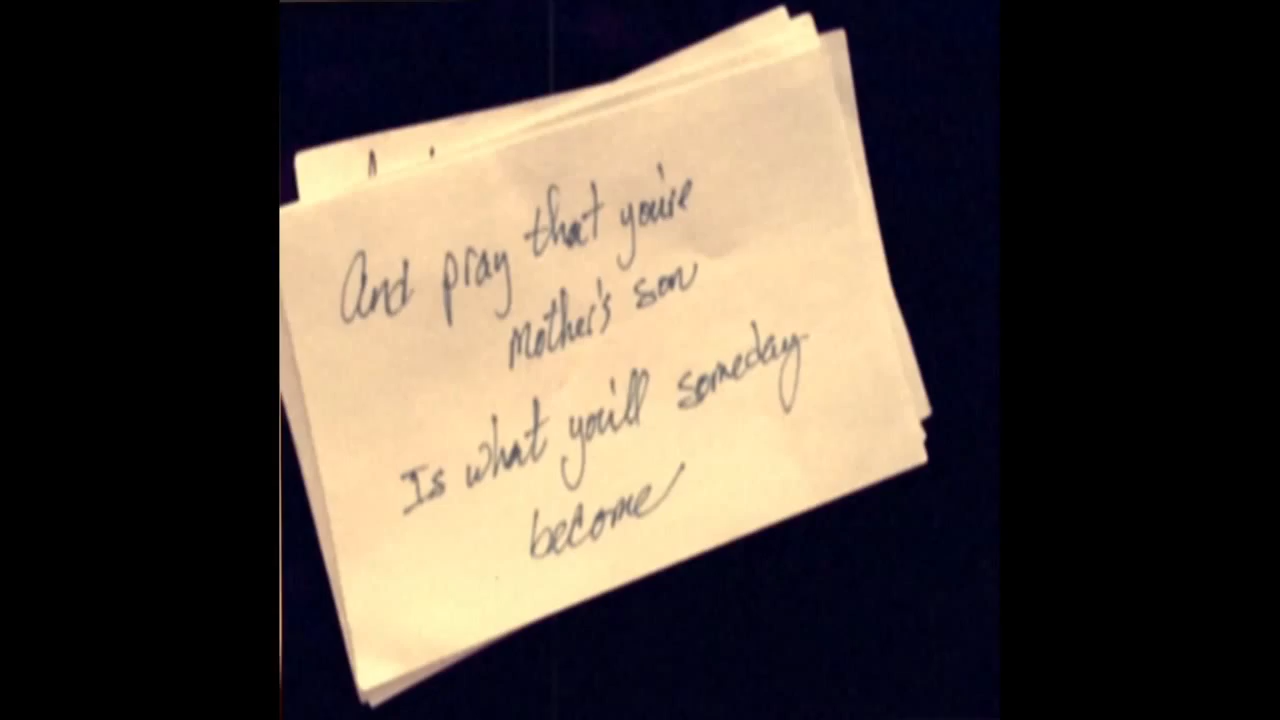 And pray that you're
Mother's son
Is what you'll someday
become